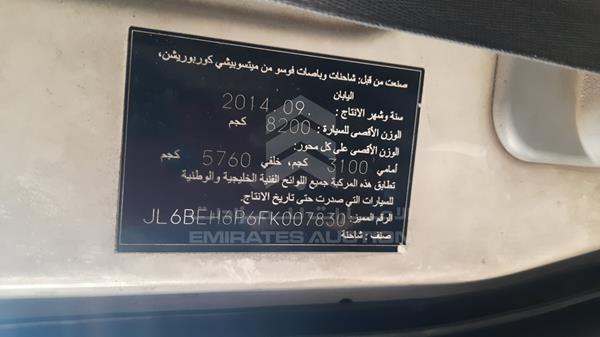 صنعت من قبل: شاحنات وباصات فوسو من ميتسوبيشي كوربوريشن،
اليابان
سنة وشهر الانتاج : 2014.09.
الوزن الأقصى للسيارة : 8200 كجم
الوزن الأقصى على كل محور:
أمامي 3100 كجم، خلفي 5760 كجم
تطابق هذه المركبة جميع اللوائح الفنية الخليجية والوطنية
للسيارات التي صدرت حتى تاريخ الانتاج.
الرقم المميز: JL6BEH6P6FK007830
صنف : شاحنة
EMIRATES AUCTION